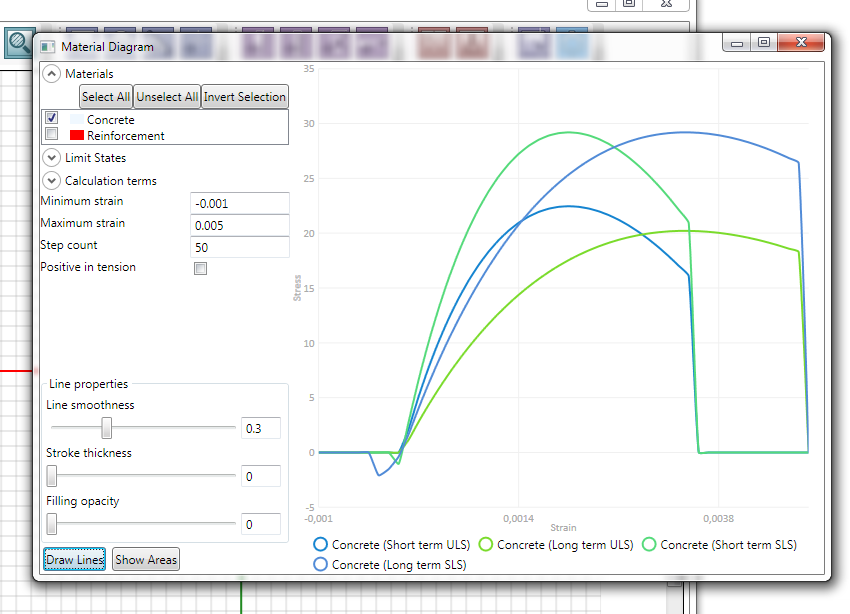 Material Diagram
Materials
Select All Unselect All Invert Selection
Concrete
Reinforcement
Limit States
Calculation terms
Minimum strain -0.001
Maximum strain 0.005
Step count 50
Positive in tension
Line properties
Line smoothness
0.3
Stroke thickness
0
Filling opacity
0
Draw Lines Show Areas
35
30
25
20
15
10
5
0
-5
Stress
-0,001 0,0014 0,0038
Strain
Concrete (Short term ULS) Concrete (Long term ULS) Concrete (Short term SLS)
Concrete (Long term SLS)